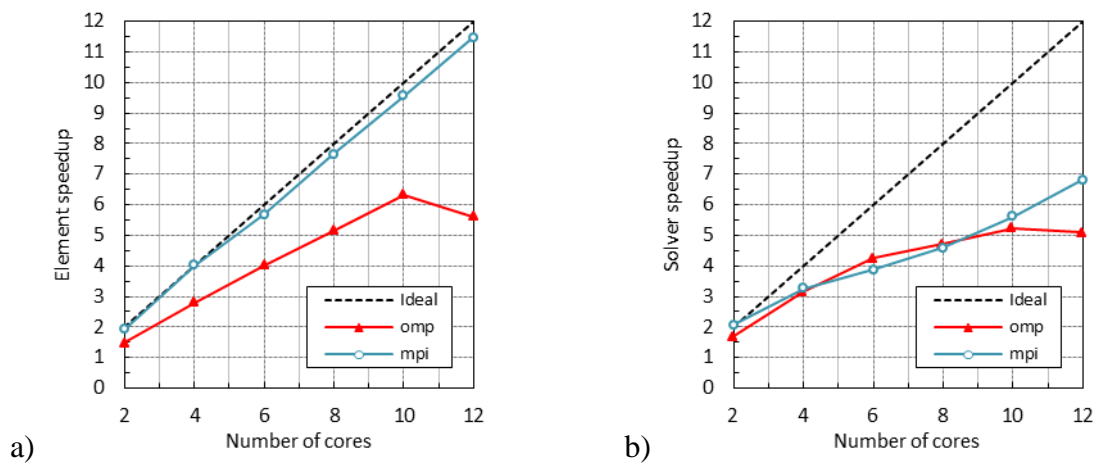 12
11
10
9
8
7
6
5
4
3
2
1
0
Element speedup
Ideal
omp
mpi
2 4 6 8 10 12
Number of cores
a)
12
11
10
9
8
7
6
5
4
3
2
1
0
Solver speedup
Ideal
omp
mpi
2 4 6 8 10 12
Number of cores
b)